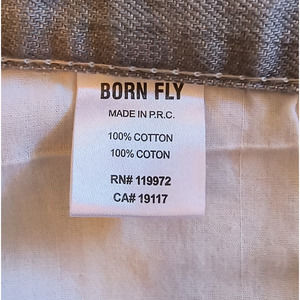 BORN FLY
MADE IN P.R.C.
100% COTTON
100% COTON
RN# 119972
CA# 19117